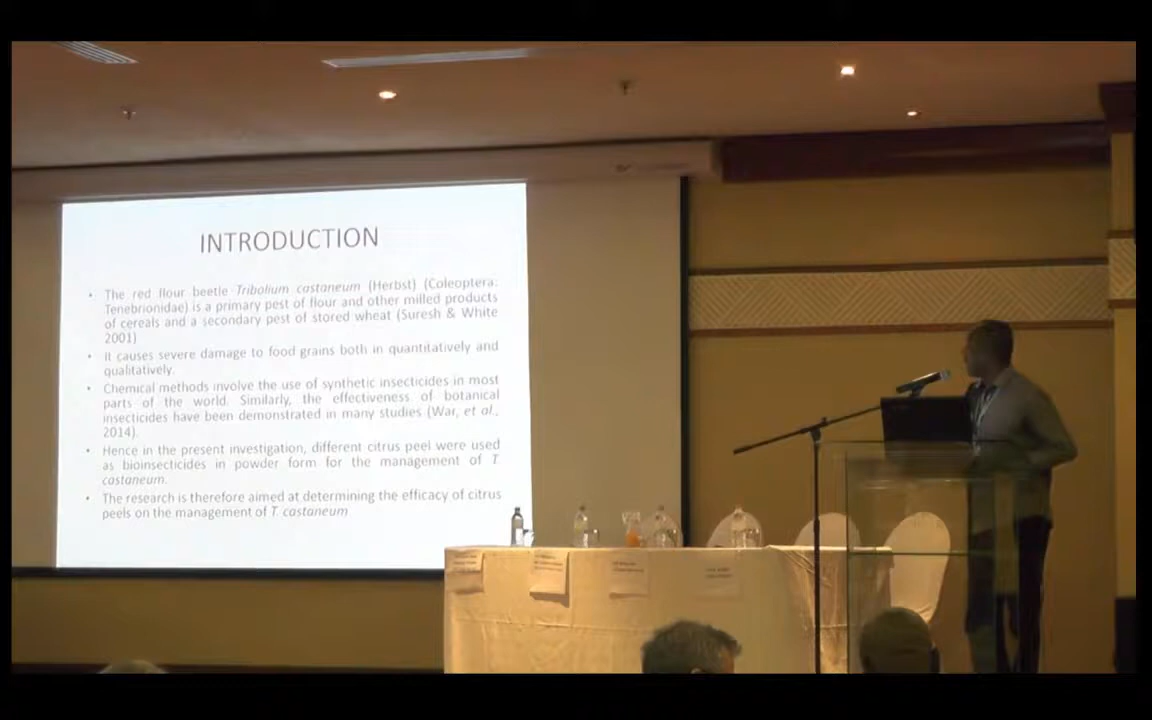 INTRODUCTION
• The red flour beetle Tribolium castaneum (Herbst) (Coleoptera:
Tenebrionidae) is a primary pest of flour and other milled products
of cereals and a secondary pest of stored wheat (Suresh & White
2001)
• It causes severe damage to food grains both in quantitatively and
qualitatively.
• Chemical methods involve the use of synthetic insecticides in most
parts of the world. Similarly, the effectiveness of botanical
insecticides have been demonstrated in many studies (War, et al.,
2014).
• Hence in the present investigation, different citrus peel were used
as bioinsecticides in powder form for the management of T
castaneum.
• The research is therefore aimed at determining the efficacy of citrus
peels on the management of T castaneum